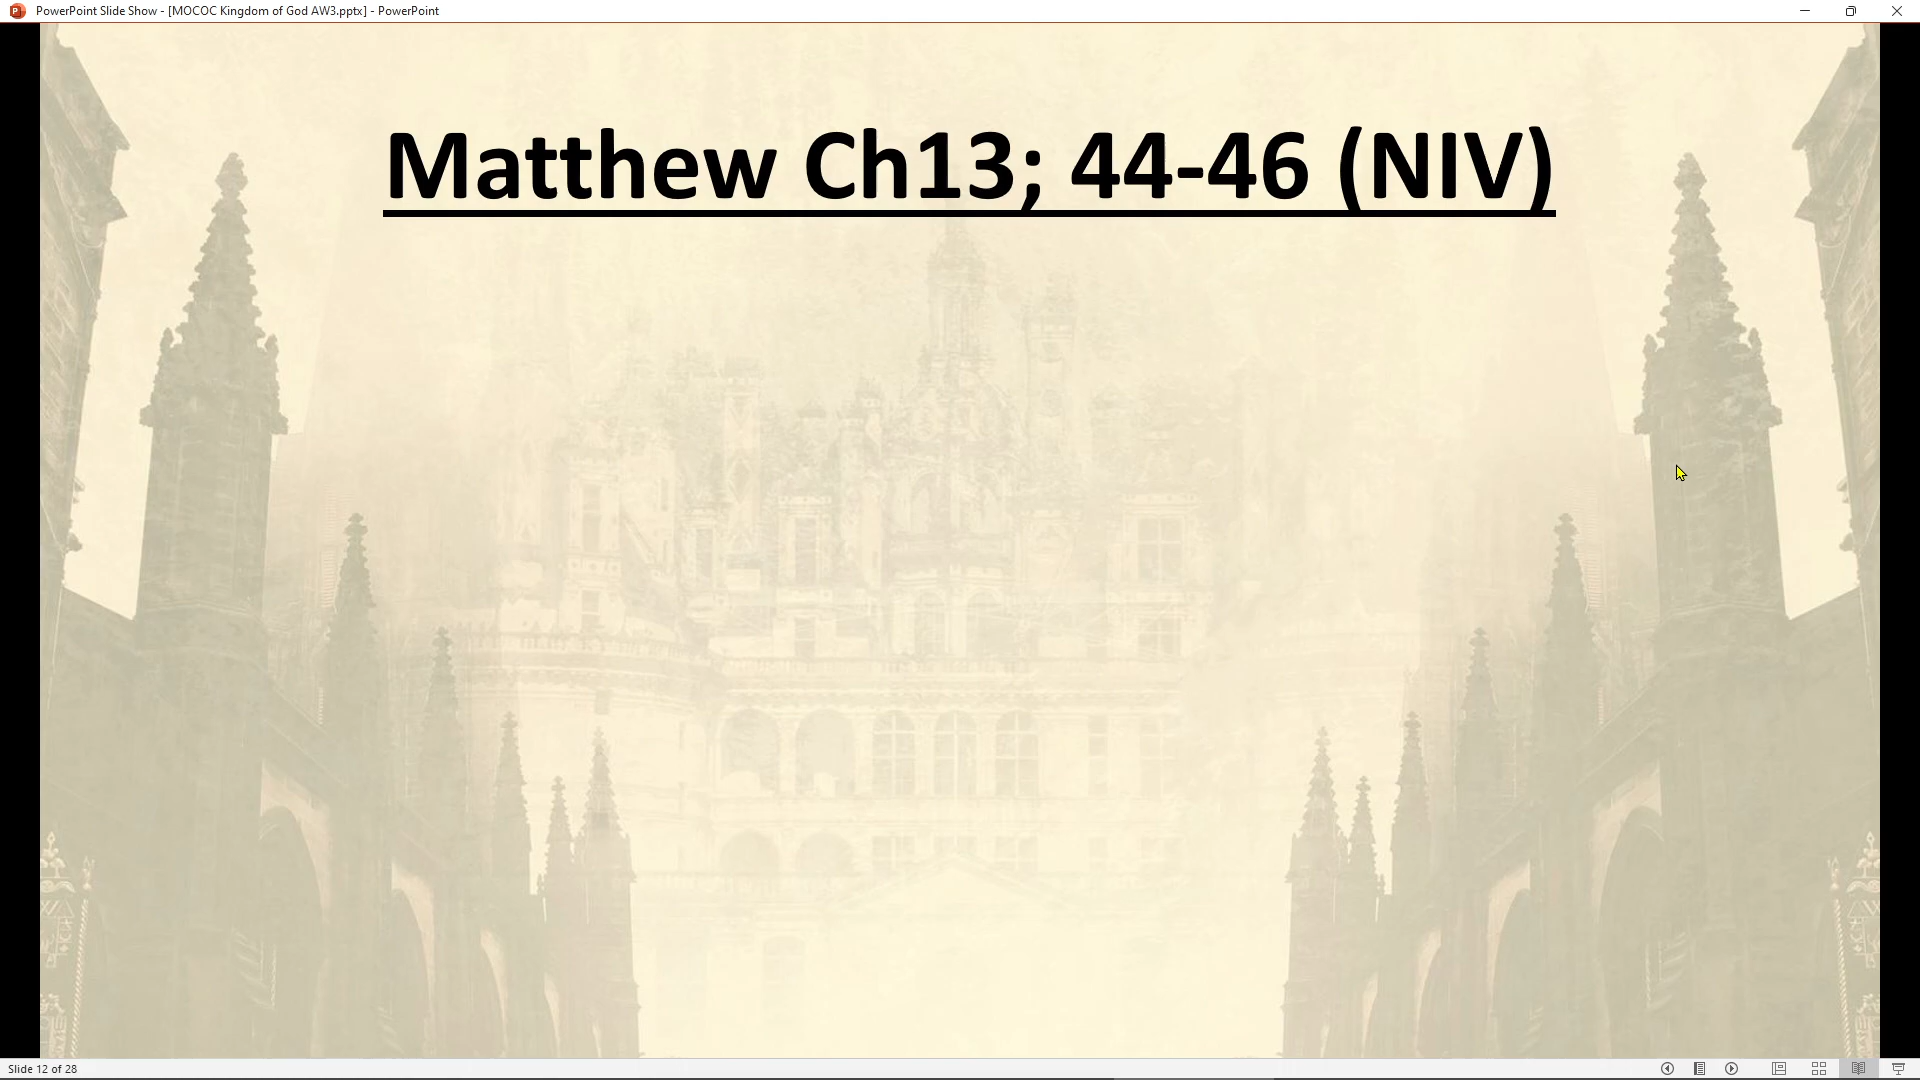 PowerPoint Slide Show - [MOCOC Kingdom of God AW3.pptx] - PowerPoint
Matthew Ch13; 44-46 (NIV)
Slide 12 of 28